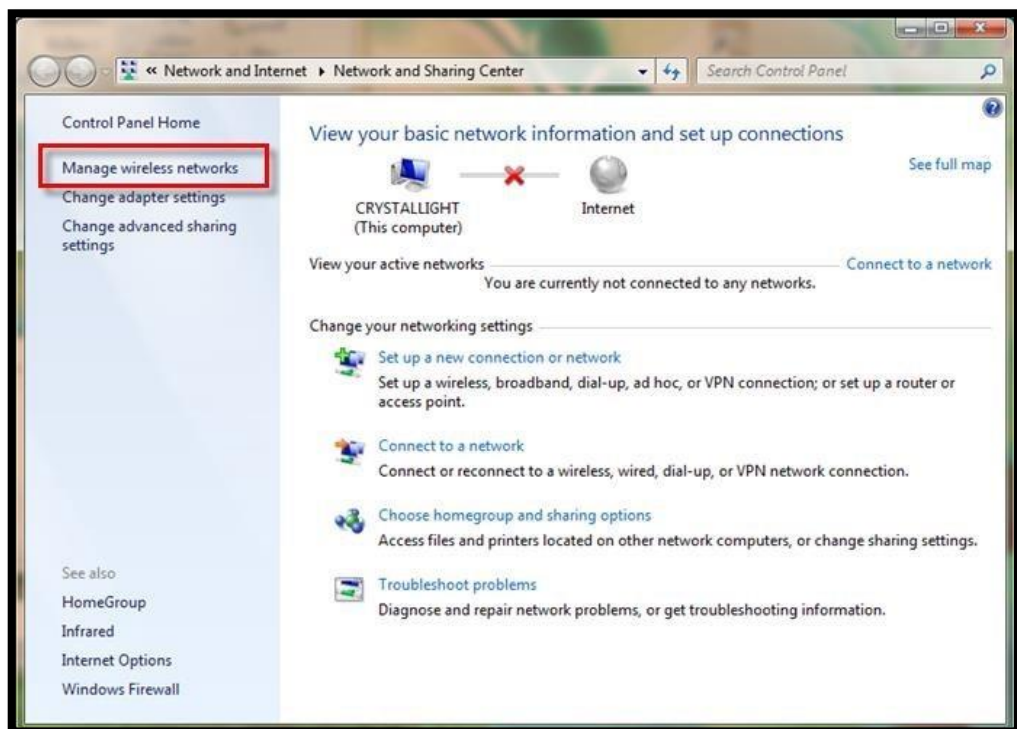 « Network and Internet ▸ Network and Sharing Center
Search Control Panel
Control Panel Home
Manage wireless networks
Change adapter settings
Change advanced sharing
settings
View your basic network information and set up connections
See full map
CRYSTALLIGHT
(This computer)
Internet
View your active networks
Connect to a network
You are currently not connected to any networks.
Change your networking settings
Set up a new connection or network
Set up a wireless, broadband, dial-up, ad hoc, or VPN connection; or set up a router or
access point.
Connect to a network
Connect or reconnect to a wireless, wired, dial-up, or VPN network connection.
Choose homegroup and sharing options
Access files and printers located on other network computers, or change sharing settings.
Troubleshoot problems
Diagnose and repair network problems, or get troubleshooting information.
See also
HomeGroup
Infrared
Internet Options
Windows Firewall